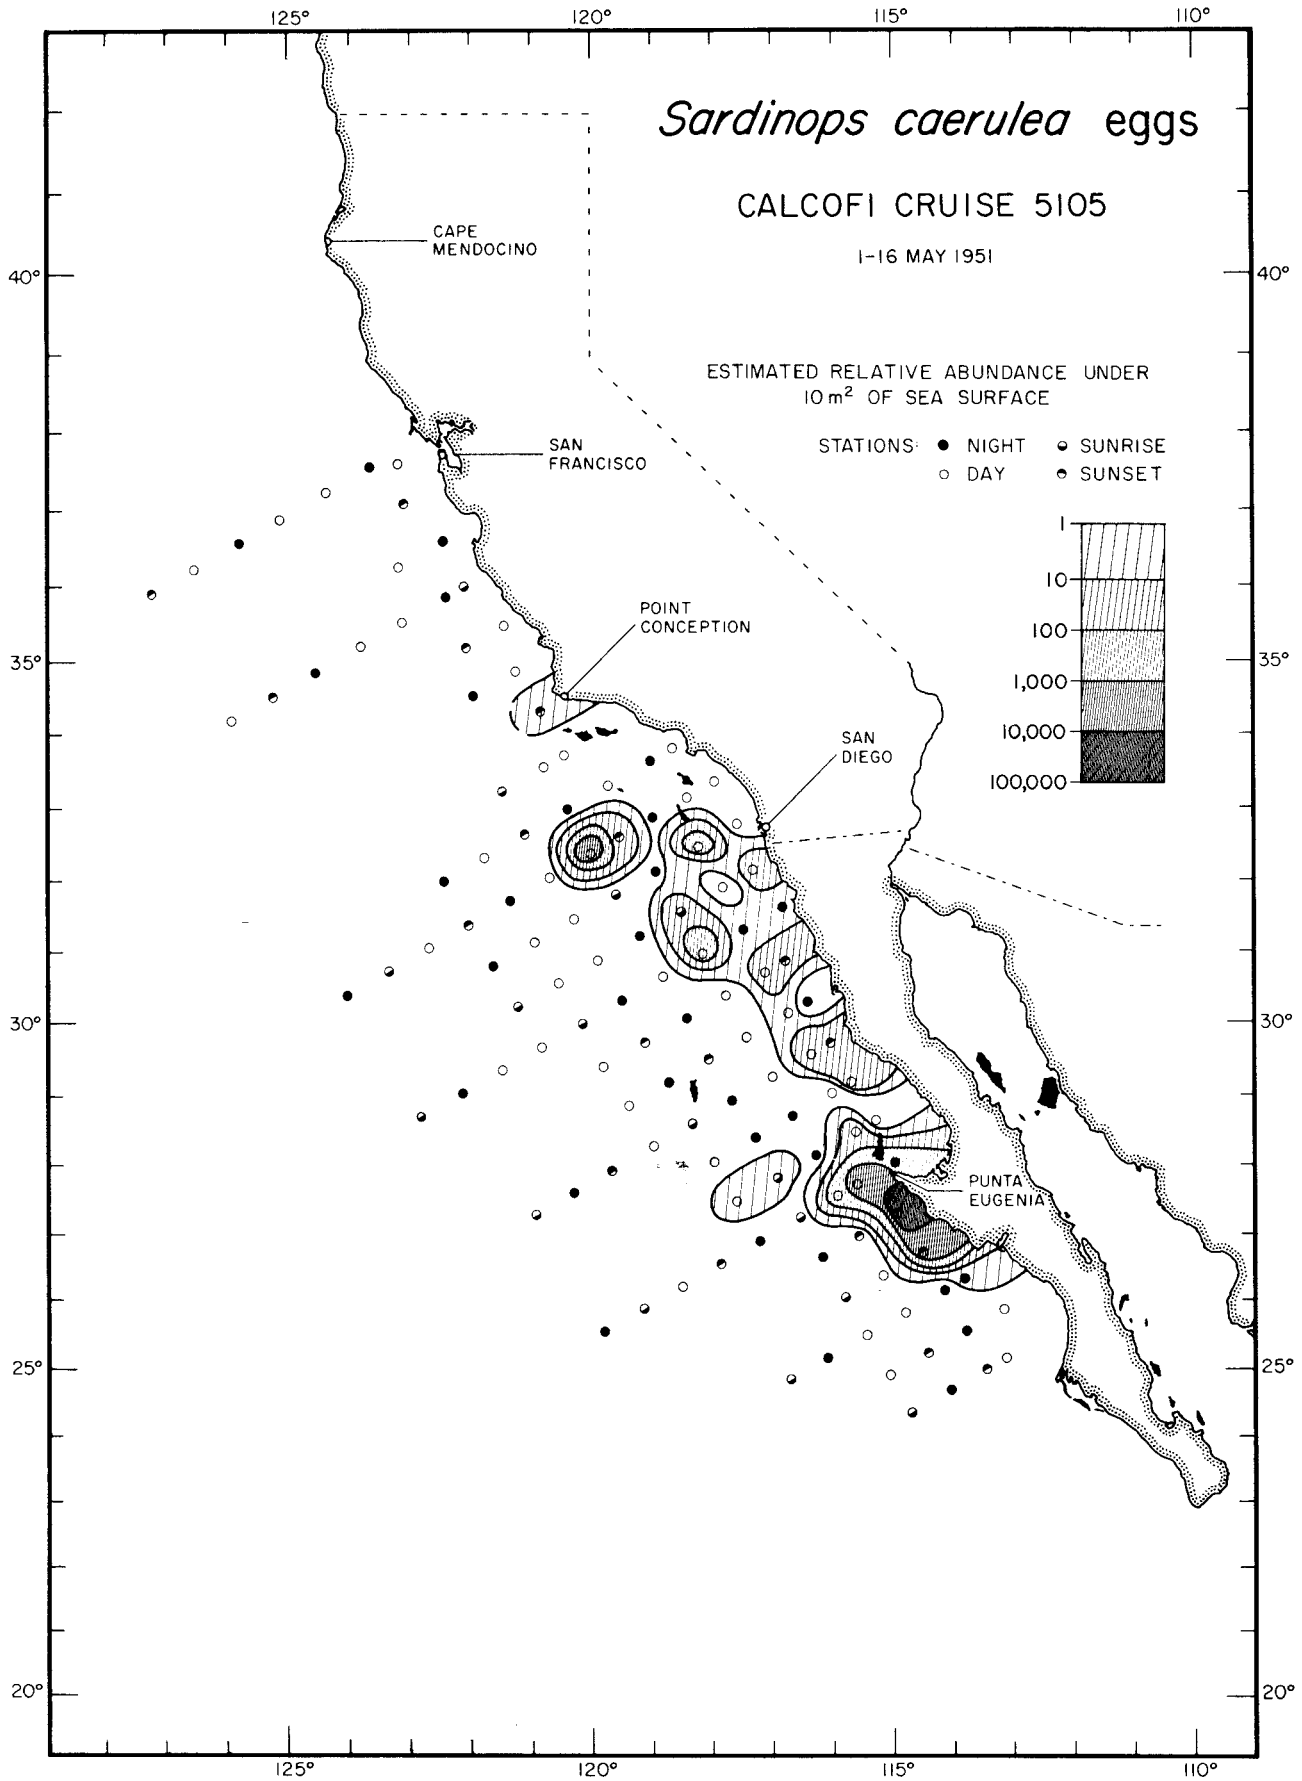 125° 120° 115° 110°
Sardinops caerulea eggs
CALCOFI CRUISE 5105
1-16 MAY 1951
CAPE
MENDOCINO
40° 40°
ESTIMATED RELATIVE ABUNDANCE UNDER
10 m² OF SEA SURFACE
STATIONS: NIGHT SUNRISE
DAY SUNSET
SAN
FRANCISCO
1
10
100
1,000
10,000
100,000
POINT
CONCEPTION
35° 35°
SAN
DIEGO
30° 30°
PUNTA
EUGENIA
25° 25°
20° 20°
125° 120° 115° 110°